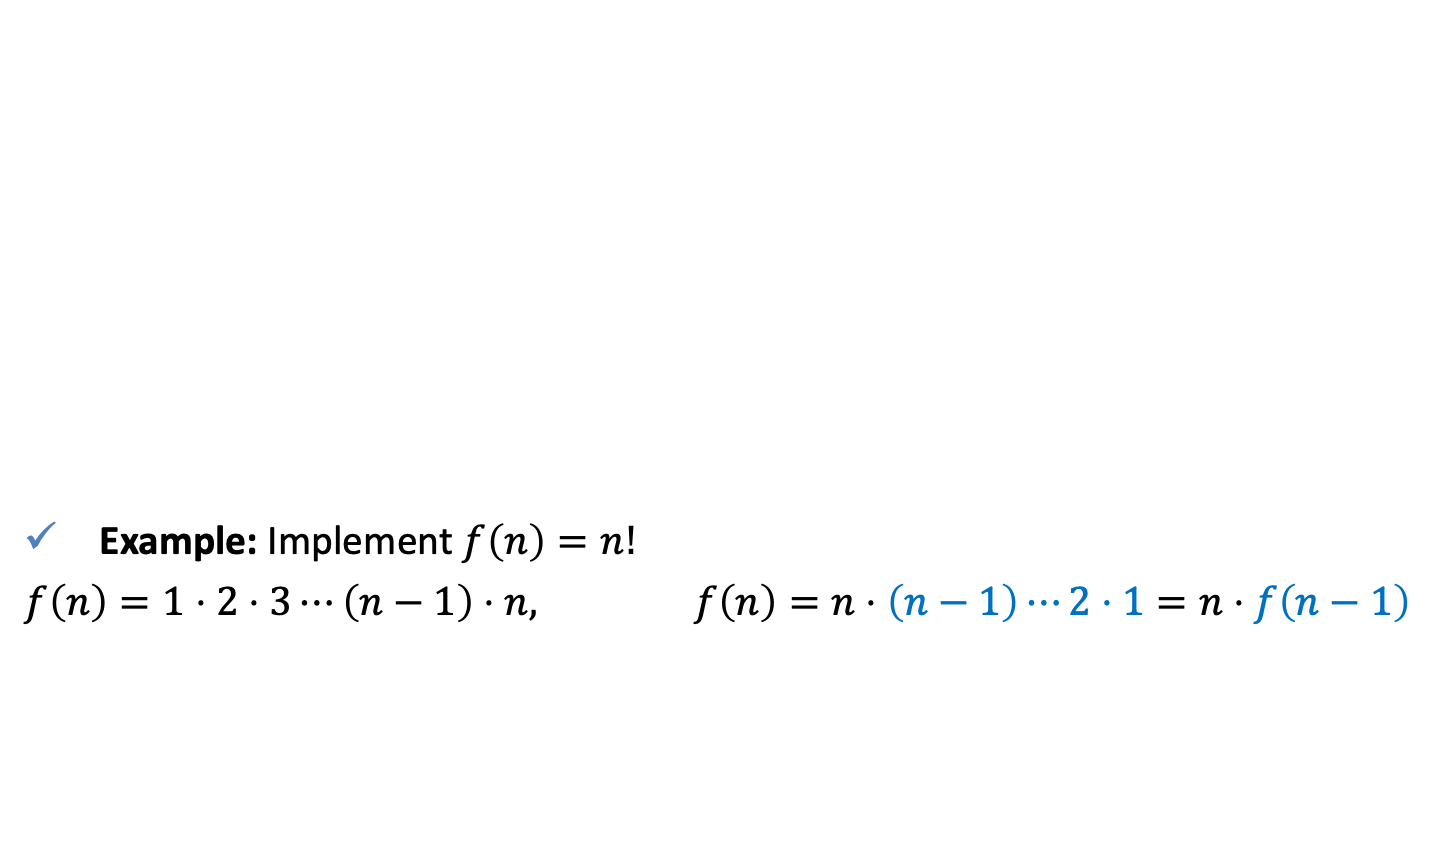 ✓ Example: Implement f(n) = n!
f(n) = 1 · 2 · 3 ⋯ (n − 1) · n, f(n) = n · (n − 1) ⋯ 2 · 1 = n · f(n − 1)